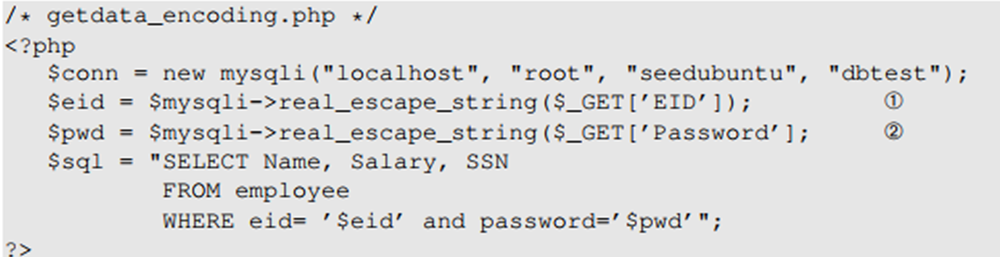 /* getdata_encoding.php */
<?php
$conn = new mysqli("localhost", "root", "seedubuntu", "dbtest");
$eid = $mysqli->real_escape_string($_GET[’EID’]); ①
$pwd = $mysqli->real_escape_string($_GET[’Password’]; ②
$sql = "SELECT Name, Salary, SSN
FROM employee
WHERE eid= ’$eid’ and password=’$pwd’";
?>